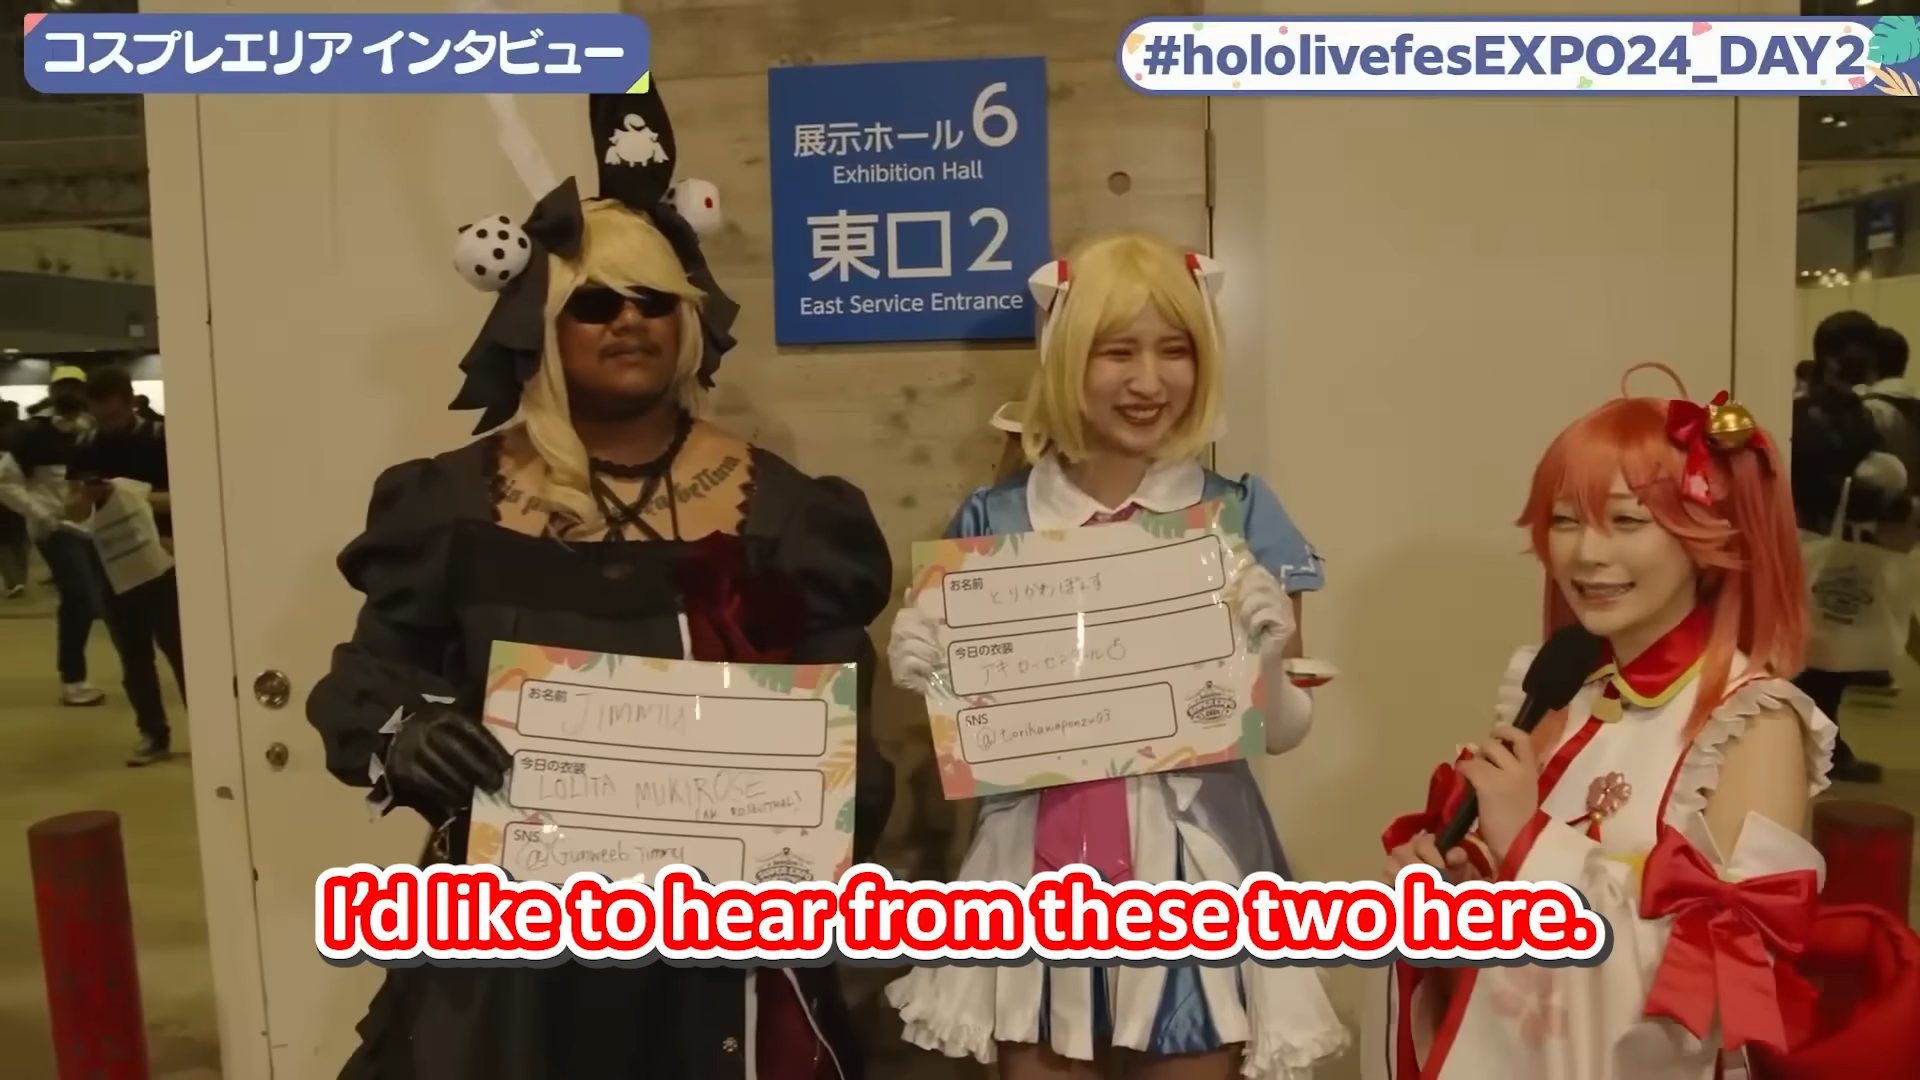 コスプレエリア インタビュー
#hololivefesEXPO24_DAY2
展示ホール 6
Exhibition Hall
東口 2
East Service Entrance
お名前
とりかわぽんず
今日の衣装
アキ・ローゼンタール
SNS
@torikawaponzu03
お名前
JIMMY
今日の衣装
LOLITA MUKIROSE
SNS
@Gunweeb Jimmy
SUPER EXPO
I'd like to hear from these two here.